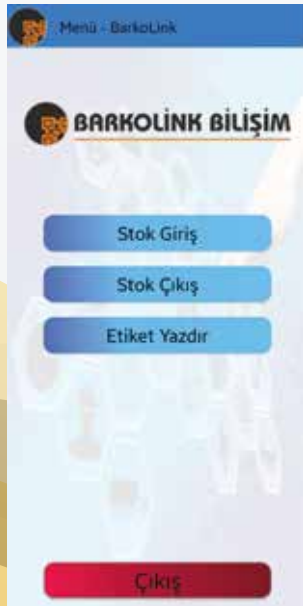 Menü - BarkoLink
BARKOLİNK BİLİŞİM
Stok Giriş
Stok Çıkış
Etiket Yazdır
Çıkış